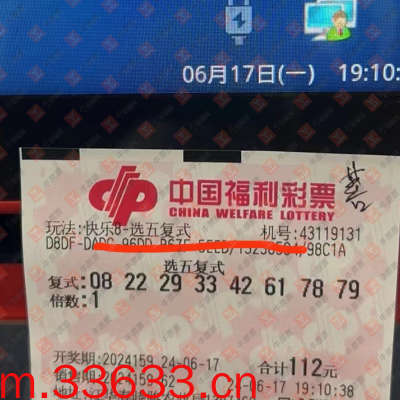 06月17日(一) 19:10:
中国福利彩票
CHINA WELFARE LOTTERY
玩法:快乐8-选五复式 机号:43119131
98C1A
选五复式
复式:08 22 29 33 42 61 78 79
倍数:1
开奖期:2024159 24-06-17 合计112元
24-06-17 19:10:38
m.33633.cn